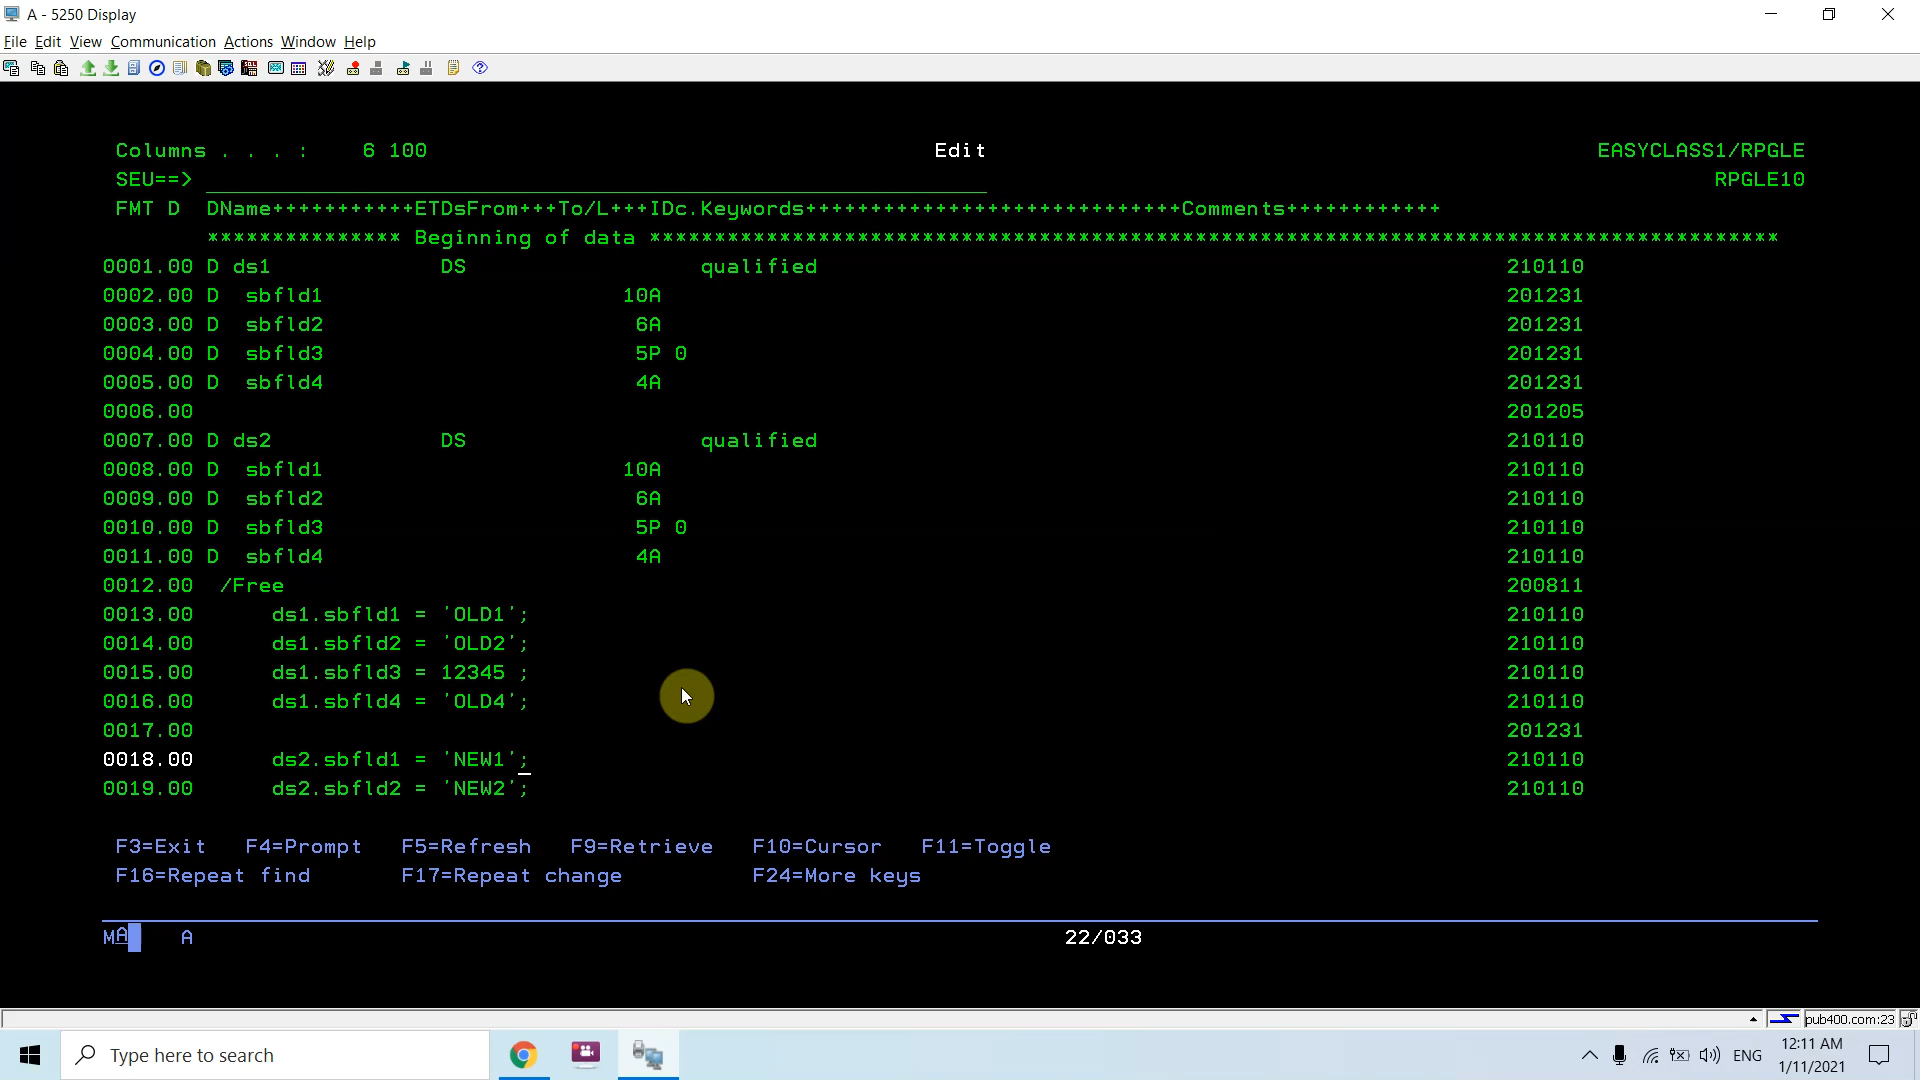 A - 5250 Display
File Edit View Communication Actions Window Help
Columns . . . : 6 100 Edit EASYCLASS1/RPGLE
SEU==> RPGLE10
FMT D DName+++++++++++ETDsFrom+++To/L+++IDc.Keywords+++++++++++++++++++++++++++++Comments++++++++++++
*************** Beginning of data ***************************************************************************************
0001.00 D ds1 DS qualified 210110
0002.00 D sbfld1 10A 201231
0003.00 D sbfld2 6A 201231
0004.00 D sbfld3 5P 0 201231
0005.00 D sbfld4 4A 201231
0006.00 201205
0007.00 D ds2 DS qualified 210110
0008.00 D sbfld1 10A 210110
0009.00 D sbfld2 6A 210110
0010.00 D sbfld3 5P 0 210110
0011.00 D sbfld4 4A 210110
0012.00 /Free 200811
0013.00 ds1.sbfld1 = 'OLD1'; 210110
0014.00 ds1.sbfld2 = 'OLD2'; 210110
0015.00 ds1.sbfld3 = 12345 ; 210110
0016.00 ds1.sbfld4 = 'OLD4'; 210110
0017.00 201231
0018.00 ds2.sbfld1 = 'NEW1'; 210110
0019.00 ds2.sbfld2 = 'NEW2'; 210110
F3=Exit F4=Prompt F5=Refresh F9=Retrieve F10=Cursor F11=Toggle
F16=Repeat find F17=Repeat change F24=More keys
MA A 22/033
pub400.com:23
Type here to search ENG 12:11 AM
1/11/2021